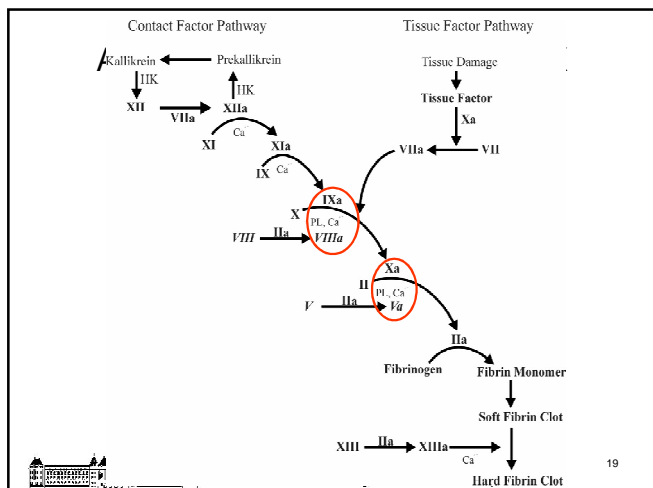 Contact Factor Pathway Tissue Factor Pathway
Kallikrein Prekallikrein Tissue Damage
HK HK
Tissue Factor
XII VIIa XIIa Xa
XI Ca XIa VIIa VII
IX Ca
IXa
X PL, Ca
VIII IIa VIIIa
Xa
II PL, Ca
V IIa Va
IIa
Fibrinogen Fibrin Monomer
Soft Fibrin Clot
XIII IIa XIIIa
Ca
19
Hard Fibrin Clot